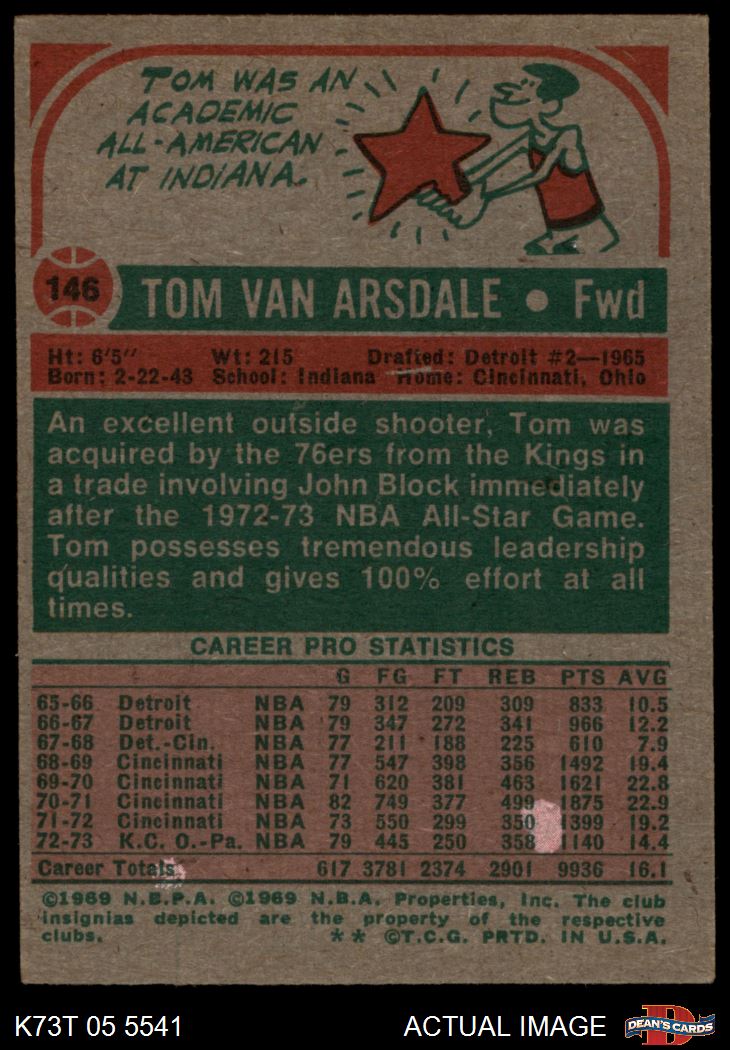 TOM WAS AN
ACADEMIC
ALL-AMERICAN
AT INDIANA.
146 TOM VAN ARSDALE • Fwd
Ht: 6'5" Wt: 215 Drafted: Detroit #2—1965
Born: 2-22-43 School: Indiana Home: Cincinnati, Ohio
An excellent outside shooter, Tom was
acquired by the 76ers from the Kings in
a trade involving John Block immediately
after the 1972-73 NBA All-Star Game.
Tom possesses tremendous leadership
qualities and gives 100% effort at all
times.
CAREER PRO STATISTICS
G FG FT REB PTS AVG
65-66 Detroit NBA 79 312 209 309 833 10.5
66-67 Detroit NBA 79 347 272 341 966 12.2
67-68 Det.-Cin. NBA 77 211 188 225 610 7.9
68-69 Cincinnati NBA 77 547 398 356 1492 19.4
69-70 Cincinnati NBA 71 620 381 463 1621 22.8
70-71 Cincinnati NBA 82 749 377 499 1875 22.9
71-72 Cincinnati NBA 73 550 299 350 1399 19.2
72-73 K.C. O.-Pa. NBA 79 445 250 358 1140 14.4
Career Totals 617 3781 2374 2901 9936 16.1
©1969 N.B.P.A. ©1969 N.B.A. Properties, Inc. The club
insignias depicted are the property of the respective
clubs. ** ©T.C.G. PRTD. IN U.S.A.
K73T 05 5541 ACTUAL IMAGE D DEAN'S CARDS